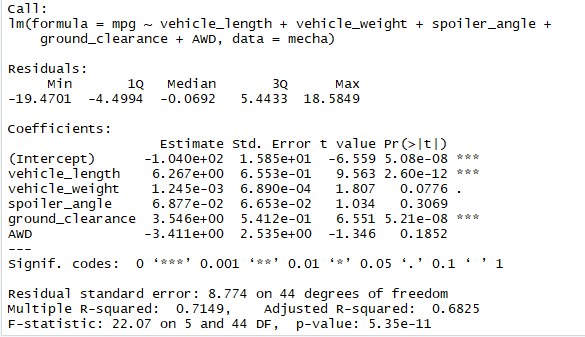 Call:
lm(formula = mpg ~ vehicle_length + vehicle_weight + spoiler_angle +
    ground_clearance + AWD, data = mecha)

Residuals:
     Min       1Q   Median       3Q      Max
-19.4701  -4.4994  -0.0692   5.4433  18.5849

Coefficients:
                   Estimate Std. Error t value Pr(>|t|)
(Intercept)      -1.040e+02  1.585e+01  -6.559 5.08e-08 ***
vehicle_length    6.267e+00  6.553e-01   9.563 2.60e-12 ***
vehicle_weight    1.245e-03  6.890e-04   1.807   0.0776 .
spoiler_angle     6.877e-02  6.653e-02   1.034   0.3069
ground_clearance  3.546e+00  5.412e-01   6.551 5.21e-08 ***
AWD              -3.411e+00  2.535e+00  -1.346   0.1852
---
Signif. codes:  0 ‘***’ 0.001 ‘**’ 0.01 ‘*’ 0.05 ‘.’ 0.1 ‘ ’ 1

Residual standard error: 8.774 on 44 degrees of freedom
Multiple R-squared:  0.7149,    Adjusted R-squared:  0.6825
F-statistic: 22.07 on 5 and 44 DF,  p-value: 5.35e-11